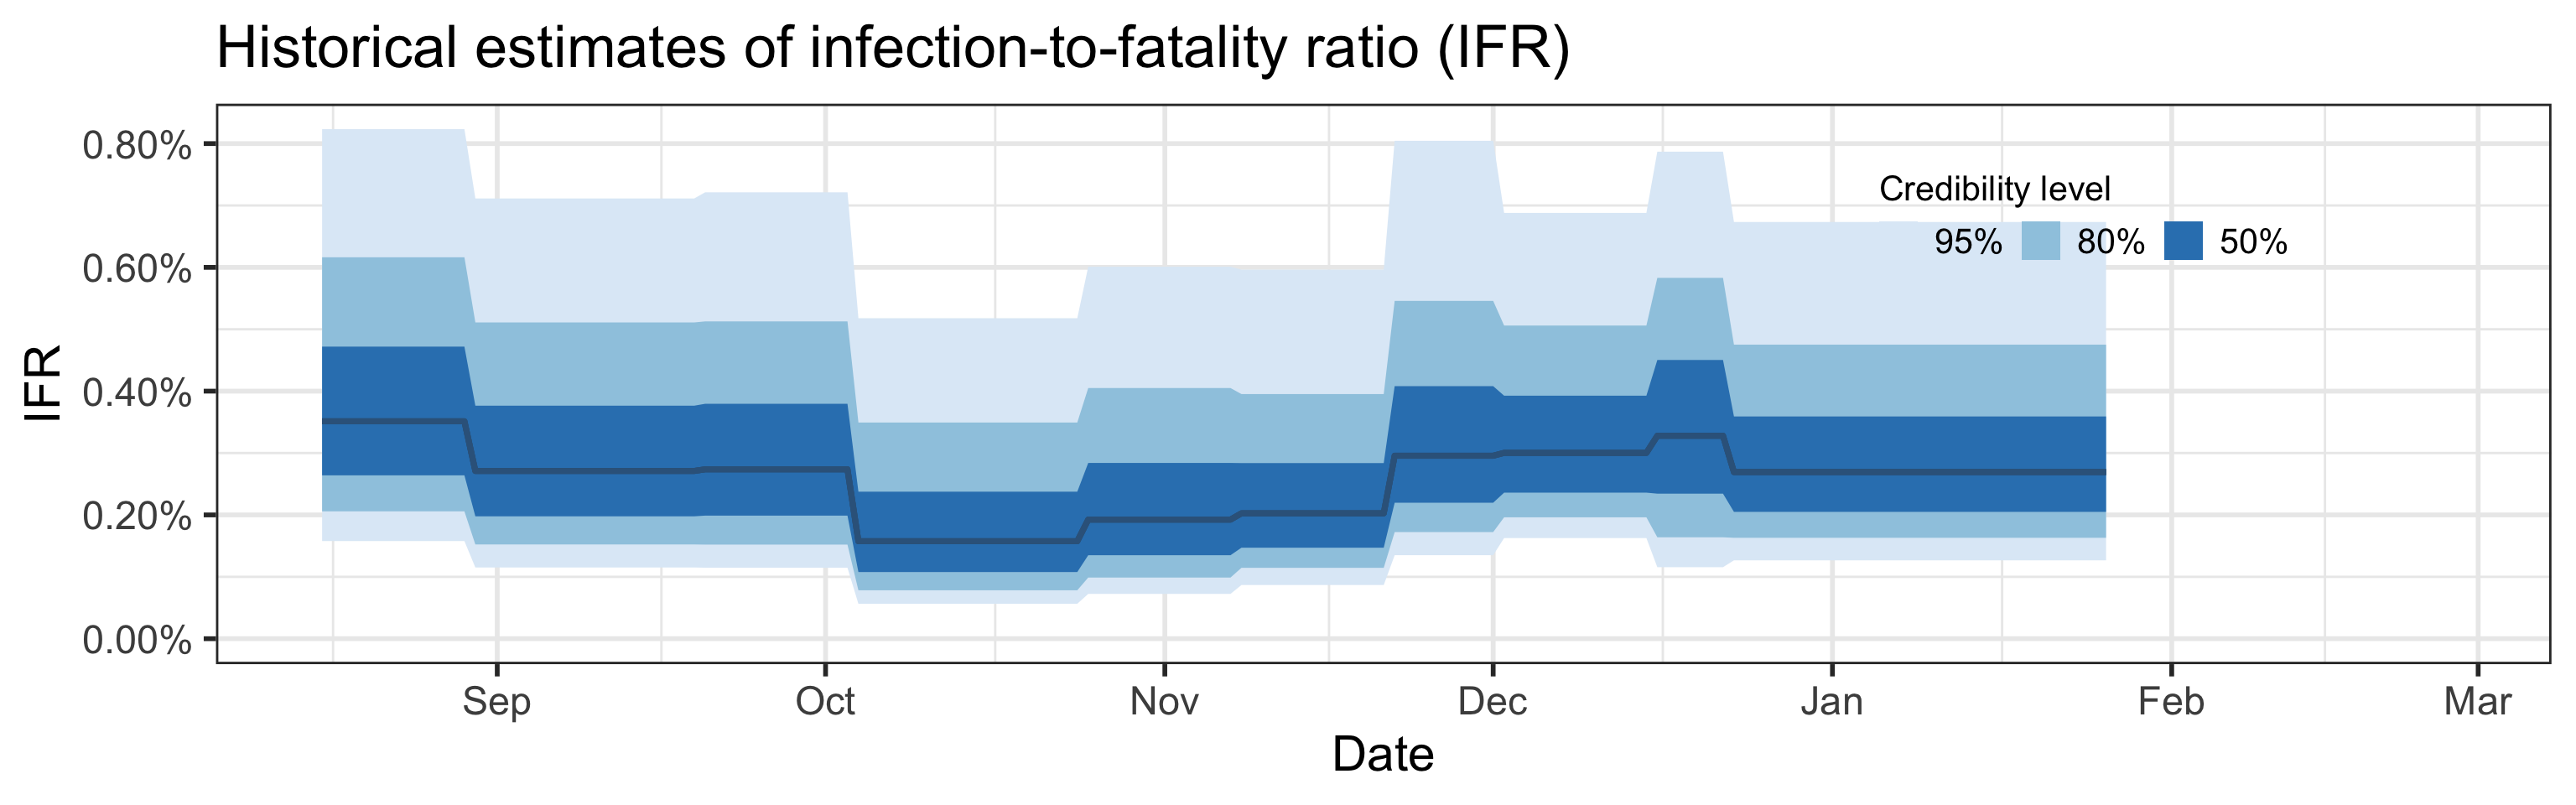 Historical estimates of infection-to-fatality ratio (IFR)
0.80%
0.60%
0.40%
0.20%
0.00%
IFR
Credibility level
95% 80% 50%
Sep Oct Nov Dec Jan Feb Mar
Date